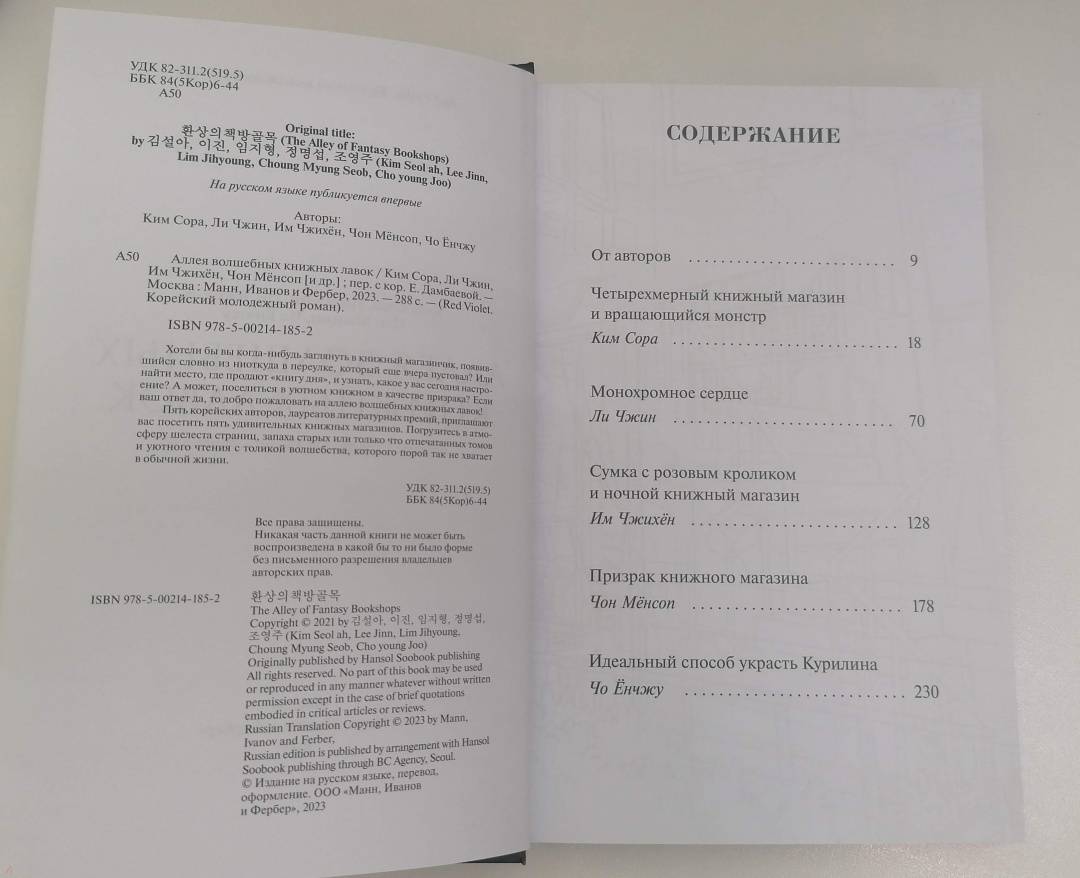 УДК 82-311.2(519.5)
ББК 84(5Кор)6-44
А50
Original title:
환상의책방골목 (The Alley of Fantasy Bookshops)
by 김설아, 이진, 임지형, 정명섭, 조영주 (Kim Seol ah, Lee Jinn,
Lim Jihyoung, Choung Myung Seob, Cho young Joo)
На русском языке публикуется впервые
Авторы:
Ким Сора, Ли Чжин, Им Чжихён, Чон Мёнсоп, Чо Ёнчжу
А50 Аллея волшебных книжных лавок / Ким Сора, Ли Чжин,
Им Чжихён, Чон Мёнсоп [и др.] ; пер. с кор. Е. Дамбаевой. —
Москва : Манн, Иванов и Фербер, 2023. — 288 с. — (Red Violet.
Корейский молодежный роман).
ISBN 978-5-00214-185-2
Хотели бы вы когда-нибудь заглянуть в книжный магазинчик, появив-
шийся словно из ниоткуда в переулке, который еще вчера пустовал? Или
найти место, где продают «книгу дня», и узнать, какое у вас сегодня настро-
ение? А может, поселиться в уютном книжном в качестве призрака? Если
ваш ответ да, то добро пожаловать на аллею волшебных книжных лавок!
Пять корейских авторов, лауреатов литературных премий, приглашают
вас посетить пять удивительных книжных магазинов. Погрузитесь в атмо-
сферу шелеста страниц, запаха старых или только что отпечатанных томов
и уютного чтения с толикой волшебства, которого порой так не хватает
в обычной жизни.
УДК 82-311.2(519.5)
ББК 84(5Кор)6-44
Все права защищены.
Никакая часть данной книги не может быть
воспроизведена в какой бы то ни было форме
без письменного разрешения владельцев
авторских прав.
ISBN 978-5-00214-185-2 환상의책방골목
The Alley of Fantasy Bookshops
Copyright © 2021 by 김설아, 이진, 임지형, 정명섭,
조영주 (Kim Seol ah, Lee Jinn, Lim Jihyoung,
Choung Myung Seob, Cho young Joo)
Originally published by Hansol Soobook publishing
All rights reserved. No part of this book may be used
or reproduced in any manner whatever without written
permission except in the case of brief quotations
embodied in critical articles or reviews.
Russian Translation Copyright © 2023 by Mann,
Ivanov and Ferber,
Russian edition is published by arrangement with Hansol
Soobook publishing through BC Agency, Seoul.
© Издание на русском языке, перевод,
оформление. ООО «Манн, Иванов
и Фербер», 2023
СОДЕРЖАНИЕ
От авторов . . . . . . . . . . . . . . . . . . . . . . . . . 9
Четырехмерный книжный магазин
и вращающийся монстр
Ким Сора . . . . . . . . . . . . . . . . . . . . . . . . . . . 18
Монохромное сердце
Ли Чжин . . . . . . . . . . . . . . . . . . . . . . . . . . . 70
Сумка с розовым кроликом
и ночной книжный магазин
Им Чжихён . . . . . . . . . . . . . . . . . . . . . . . . . 128
Призрак книжного магазина
Чон Мёнсоп . . . . . . . . . . . . . . . . . . . . . . . . . 178
Идеальный способ украсть Курилина
Чо Ёнчжу . . . . . . . . . . . . . . . . . . . . . . . . . . . 230